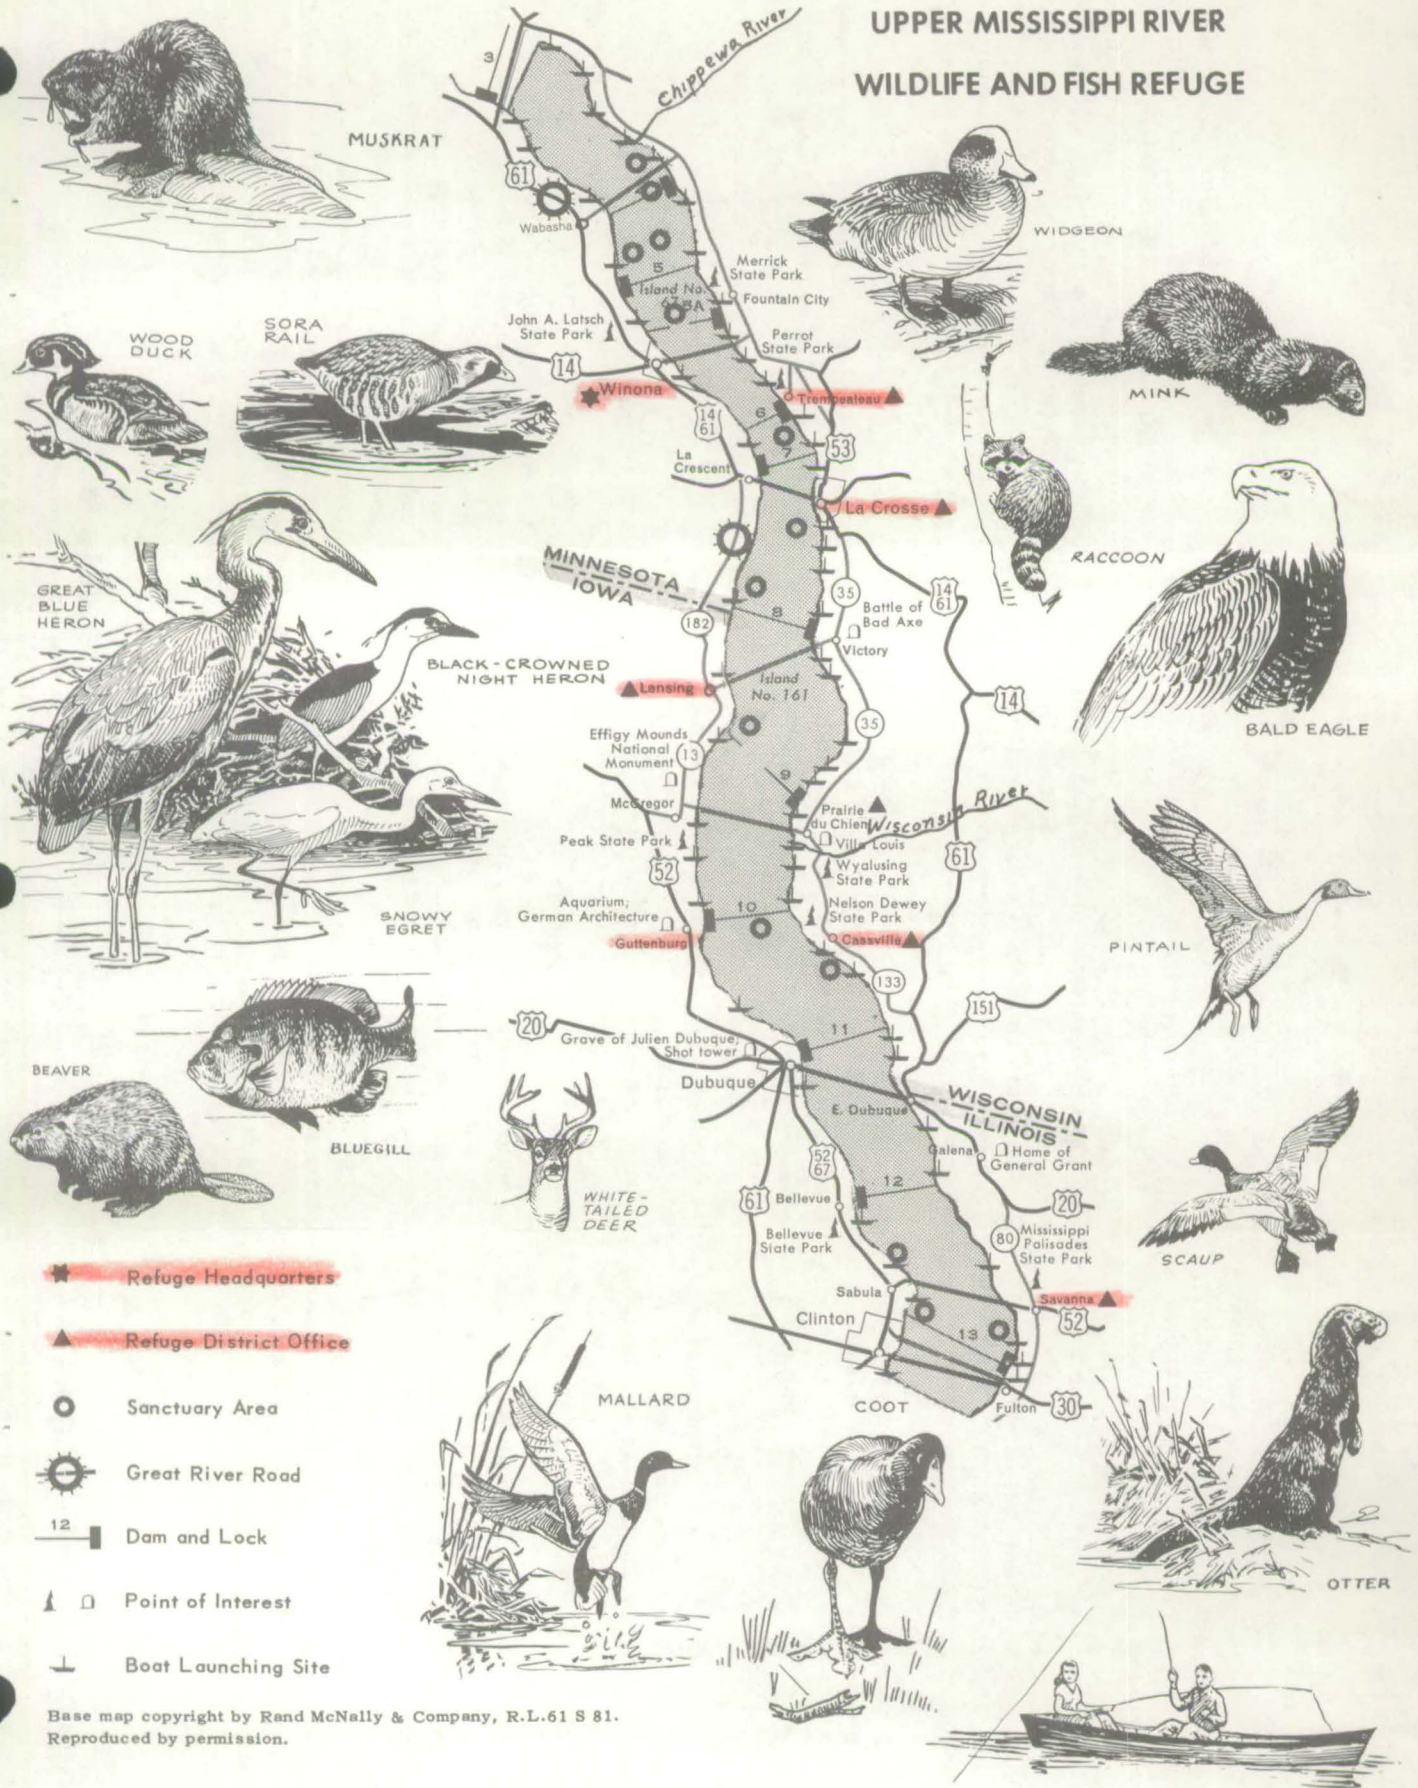 UPPER MISSISSIPPI RIVER
WILDLIFE AND FISH REFUGE
3
Chippewa River
MUSKRAT
61
Wabasha
WIDGEON
5
Island No.
5A
Merrick
State Park
Fountain City
John A. Latsch
State Park
Perrot
State Park
WOOD
DUCK
SORA
RAIL
14
Winona
Trempealeau
MINK
14
61
6
7
53
La
Crescent
La Crosse
RACCOON
MINNESOTA
IOWA
GREAT
BLUE
HERON
35
14
61
Battle of
Bad Axe
182
8
Victory
BLACK-CROWNED
NIGHT HERON
Lansing
Island
No. 161
14
BALD EAGLE
35
Effigy Mounds
National
Monument
13
9
McGregor
Prairie
du Chien
Wisconsin River
Villa Louis
Peak State Park
52
61
Wyalusing
State Park
Aquarium;
German Architecture
10
Nelson Dewey
State Park
SNOWY
EGRET
Guttenburg
Cassville
PINTAIL
133
151
20
11
Grave of Julien Dubuque;
Shot tower
BEAVER
Dubuque
E. Dubuque
WISCONSIN
ILLINOIS
BLUEGILL
Galena
Home of
General Grant
52
67
12
WHITE-
TAILED
DEER
61
Bellevue
20
Bellevue
State Park
80
Mississippi
Palisades
State Park
SCAUP
Refuge Headquarters
Sabula
Savanna
52
Clinton
13
Refuge District Office
MALLARD
COOT
Fulton
30
Sanctuary Area
Great River Road
12
Dam and Lock
Point of Interest
OTTER
Boat Launching Site
Base map copyright by Rand McNally & Company, R.L.61 S 81.
Reproduced by permission.